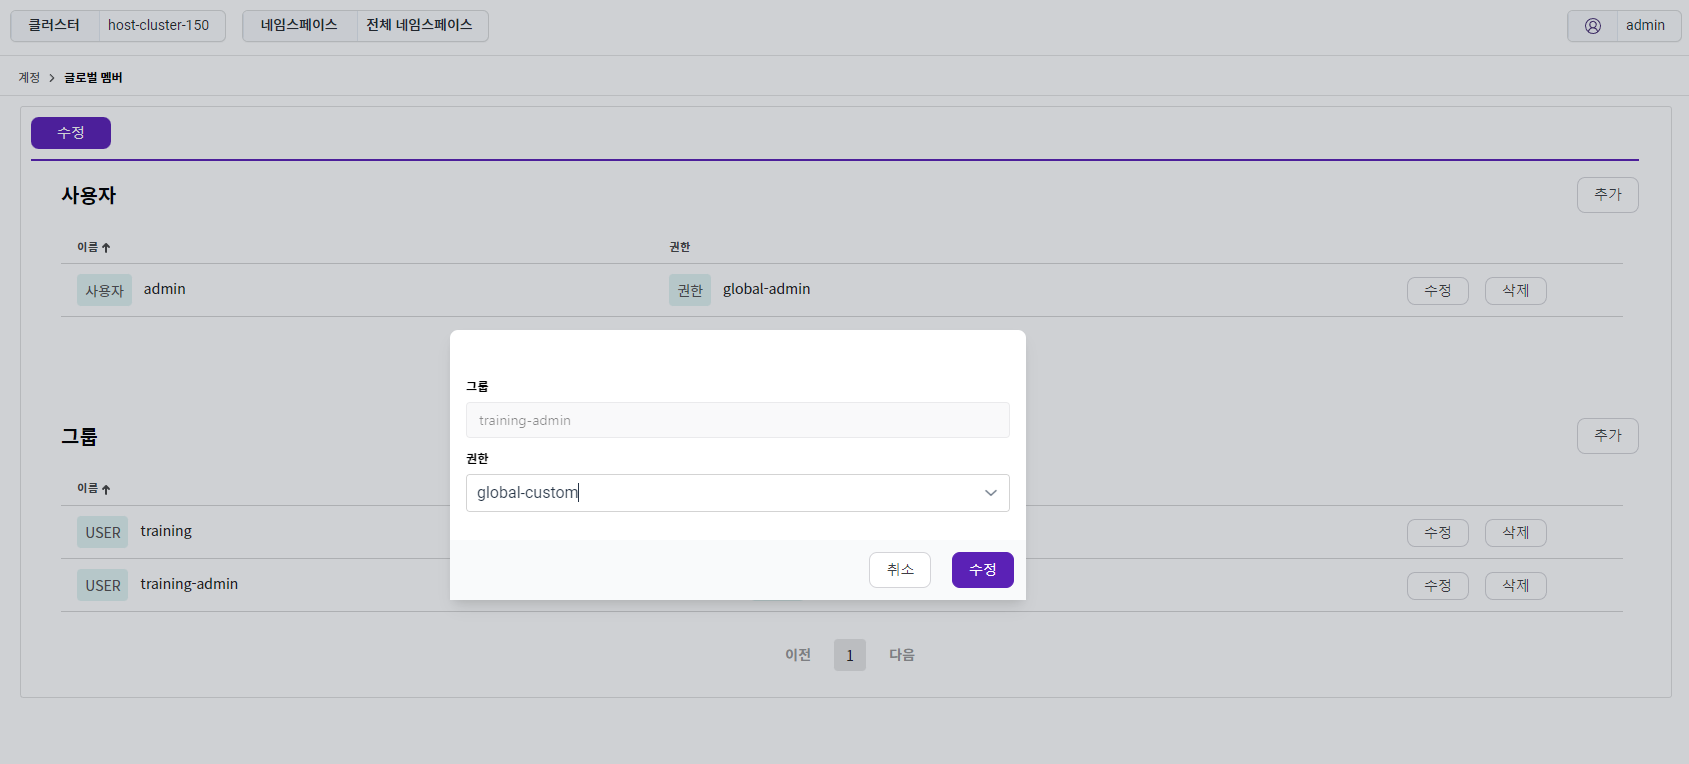 클러스터 host-cluster-150 네임스페이스 전체 네임스페이스 admin
계정 > 글로벌 멤버
수정
사용자 추가
이름 ↑ 권한
사용자 admin 권한 global-admin 수정 삭제
그룹
training-admin
권한
global-custom
취소 수정
그룹 추가
이름 ↑
USER training 수정 삭제
USER training-admin 수정 삭제
이전 1 다음